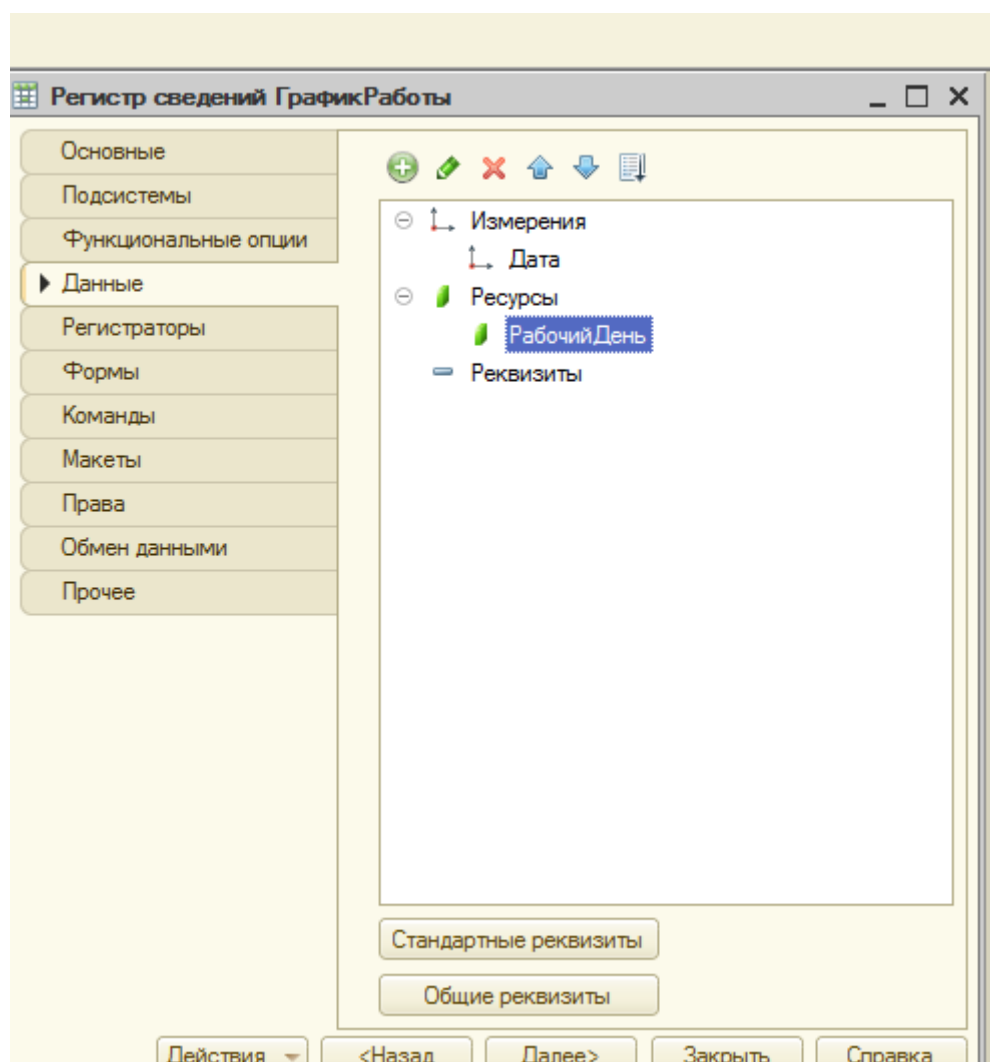 Регистр сведений ГрафикРаботы
Основные
Подсистемы
Функциональные опции
Данные
Регистраторы
Формы
Команды
Макеты
Права
Обмен данными
Прочее
Измерения
Дата
Ресурсы
РабочийДень
Реквизиты
Стандартные реквизиты
Общие реквизиты
Действия <Назад Далее> Закрыть Справка